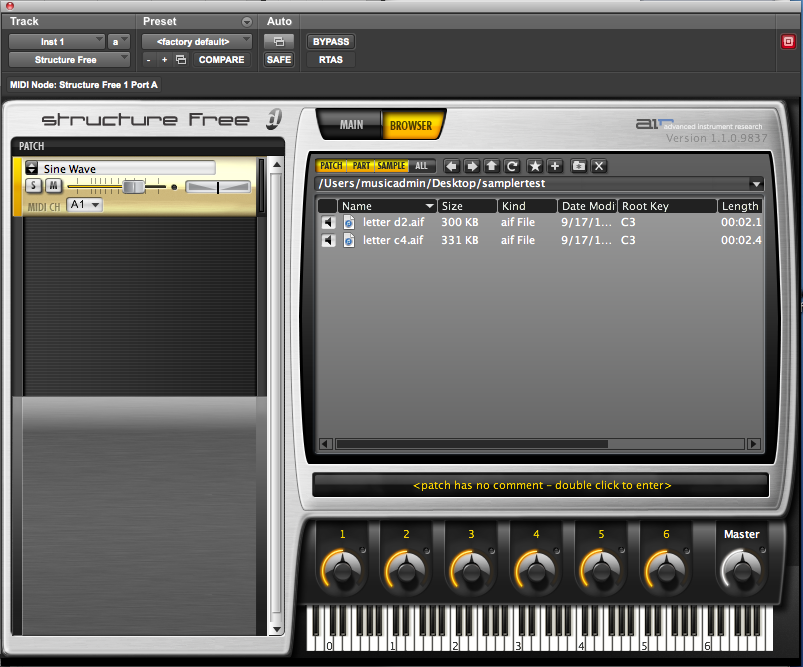 Track Preset Auto
Inst 1 a <factory default> BYPASS
Structure Free - + COMPARE SAFE RTAS
MIDI Node: Structure Free 1 Port A
structure Free
MAIN BROWSER
AIR advanced instrument research
Version 1.1.0.9837
PATCH
Sine Wave
S M
MIDI CH A1
PATCH PART SAMPLE ALL
/Users/musicadmin/Desktop/samplertest
Name Size Kind Date Modi Root Key Length
letter d2.aif 300 KB aif File 9/17/1... C3 00:02.1
letter c4.aif 331 KB aif File 9/17/1... C3 00:02.4
<patch has no comment - double click to enter>
1 2 3 4 5 6 Master
0 1 2 3 4 5 6